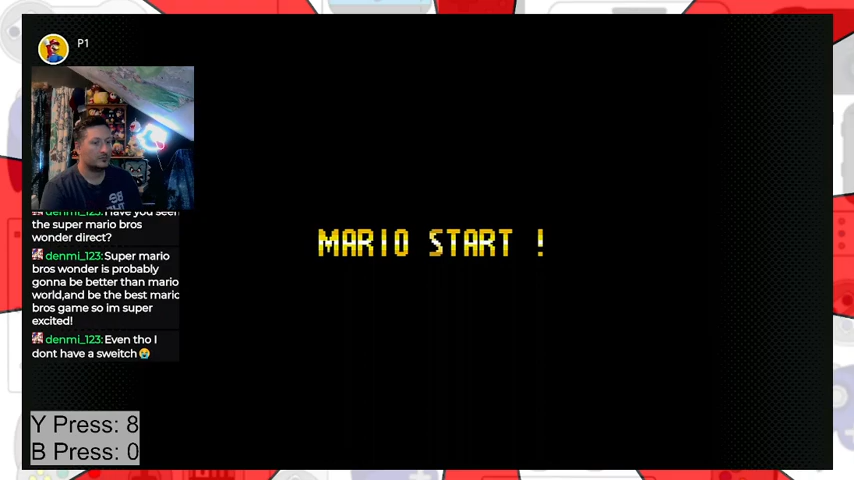 P1
denmi_123: Have you seen
the super mario bros
wonder direct?
denmi_123: Super mario
bros wonder is probably
gonna be better than mario
world,and be the best mario
bros game so im super
excited!
denmi_123: Even tho I
dont have a sweitch😭
MARIO START !
Y Press: 8
B Press: 0